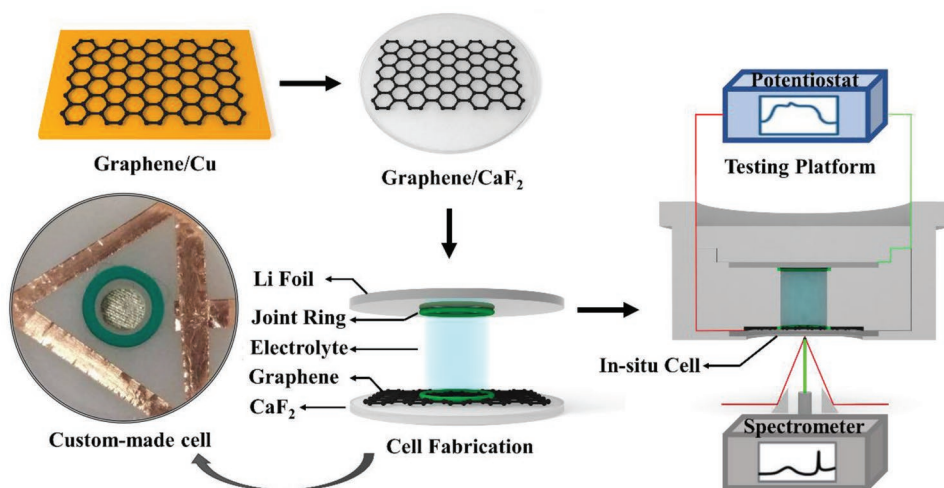 Graphene/Cu
Graphene/CaF₂
Potentiostat
Testing Platform
Li Foil
Joint Ring
Electrolyte
Graphene
CaF₂
Cell Fabrication
Custom-made cell
In-situ Cell
Spectrometer